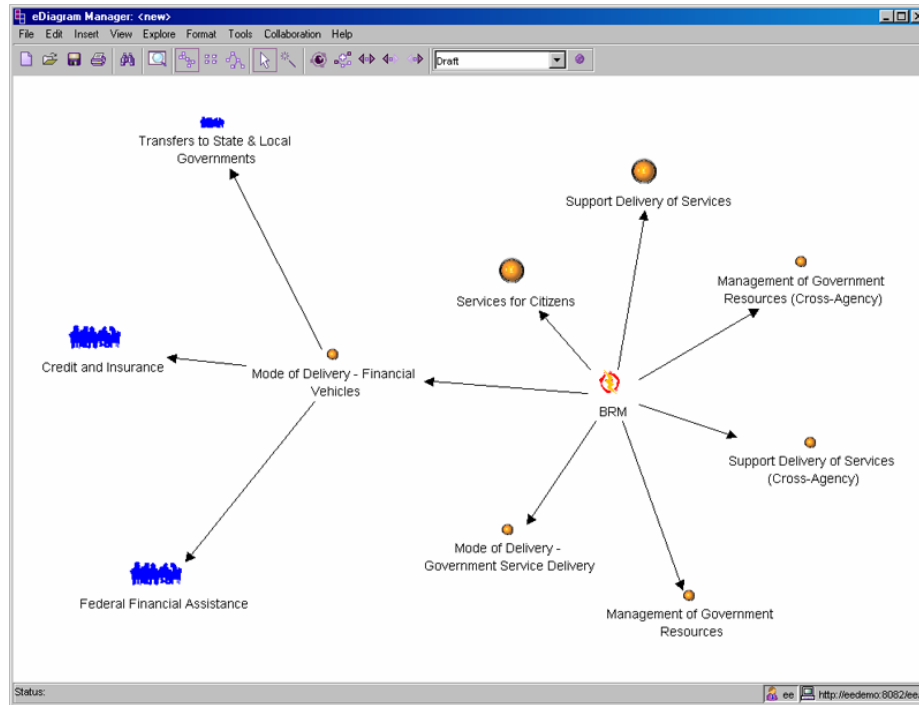 eDiagram Manager: <new>
File Edit Insert View Explore Format Tools Collaboration Help
Draft
Transfers to State & Local
Governments
Support Delivery of Services
Management of Government
Resources (Cross-Agency)
Services for Citizens
Credit and Insurance
Mode of Delivery - Financial
Vehicles
BRM
Support Delivery of Services
(Cross-Agency)
Mode of Delivery -
Government Service Delivery
Federal Financial Assistance
Management of Government
Resources
Status:
ee
http://eedemo:8082/ee